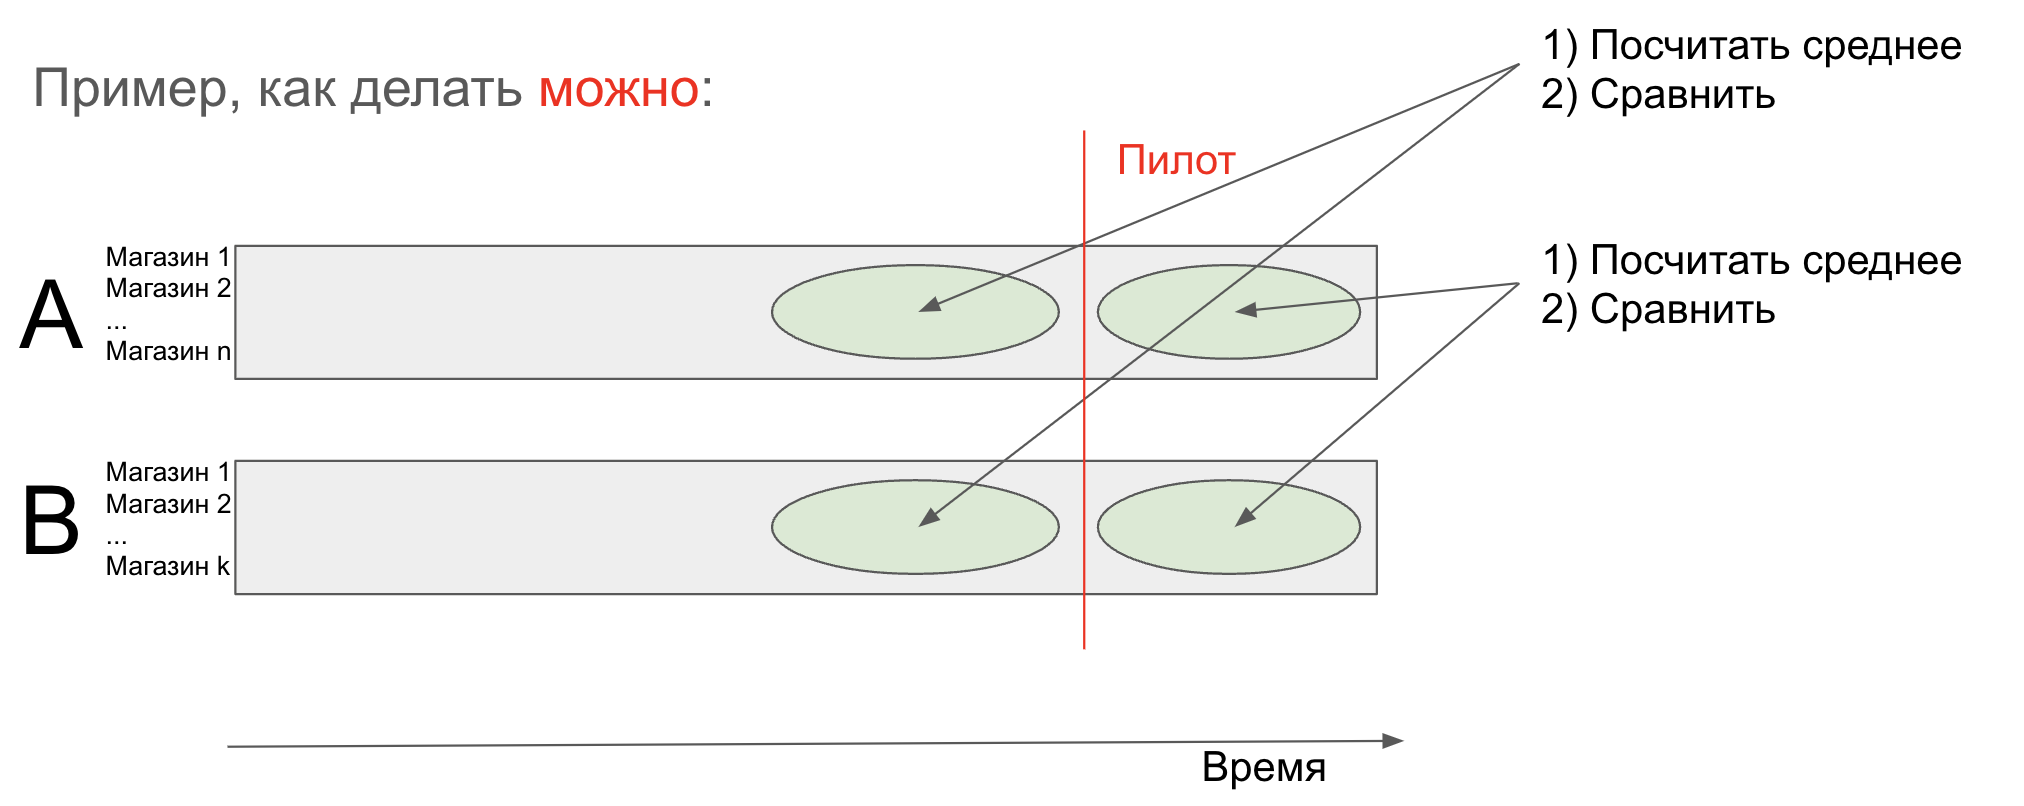 Пример, как делать можно:
1) Посчитать среднее
2) Сравнить
Пилот
A
Магазин 1
Магазин 2
...
Магазин n
1) Посчитать среднее
2) Сравнить
B
Магазин 1
Магазин 2
...
Магазин k
Время